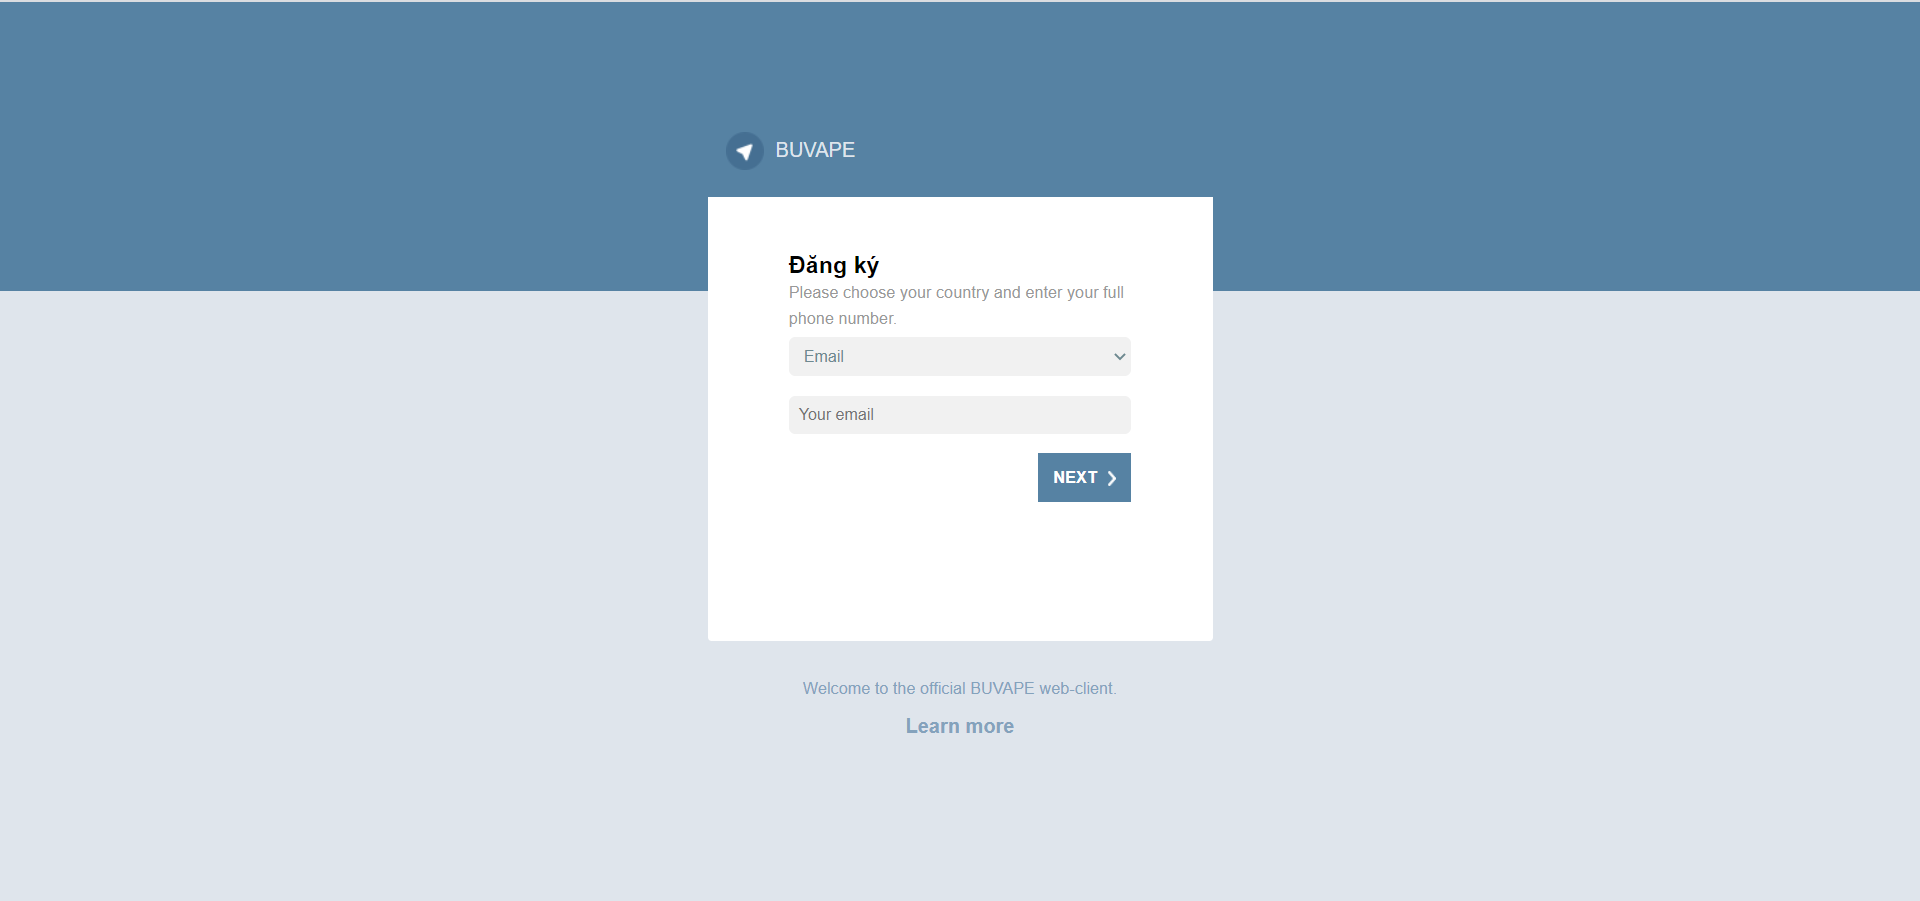 BUVAPE
Đăng ký
Please choose your country and enter your full
phone number.
Email
Your email
NEXT
Welcome to the official BUVAPE web-client.
Learn more